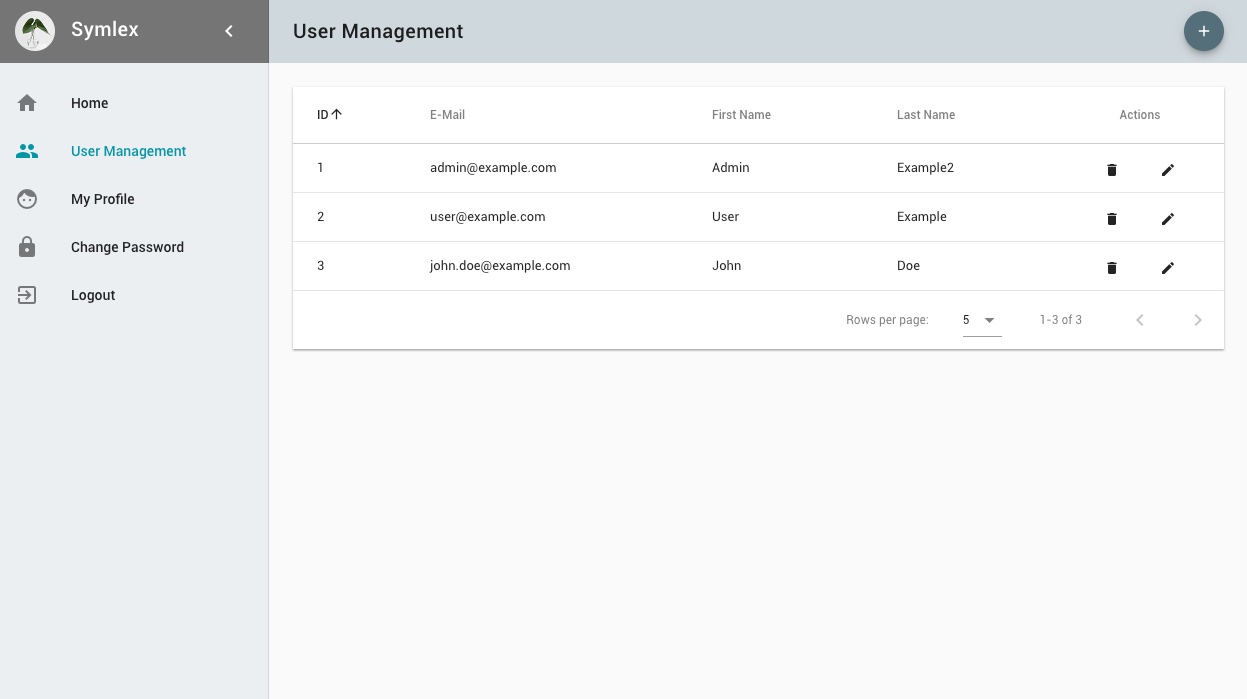 Symlex
User Management
Home
User Management
My Profile
Change Password
Logout
ID E-Mail First Name Last Name Actions
1 admin@example.com Admin Example2
2 user@example.com User Example
3 john.doe@example.com John Doe
Rows per page: 5 1-3 of 3